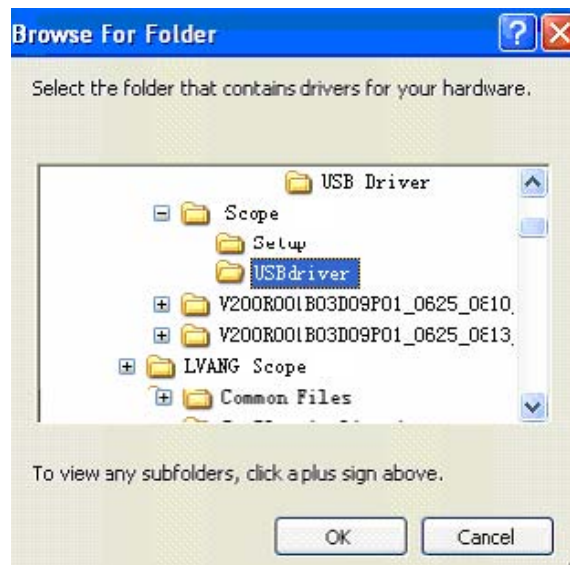 Browse For Folder
Select the folder that contains drivers for your hardware.
USB Driver
Scope
Setup
USBdriver
V200R001B03D09P01_0625_0810
V200R001B03D09P01_0625_0813
LVANG Scope
Common Files
To view any subfolders, click a plus sign above.
OK
Cancel